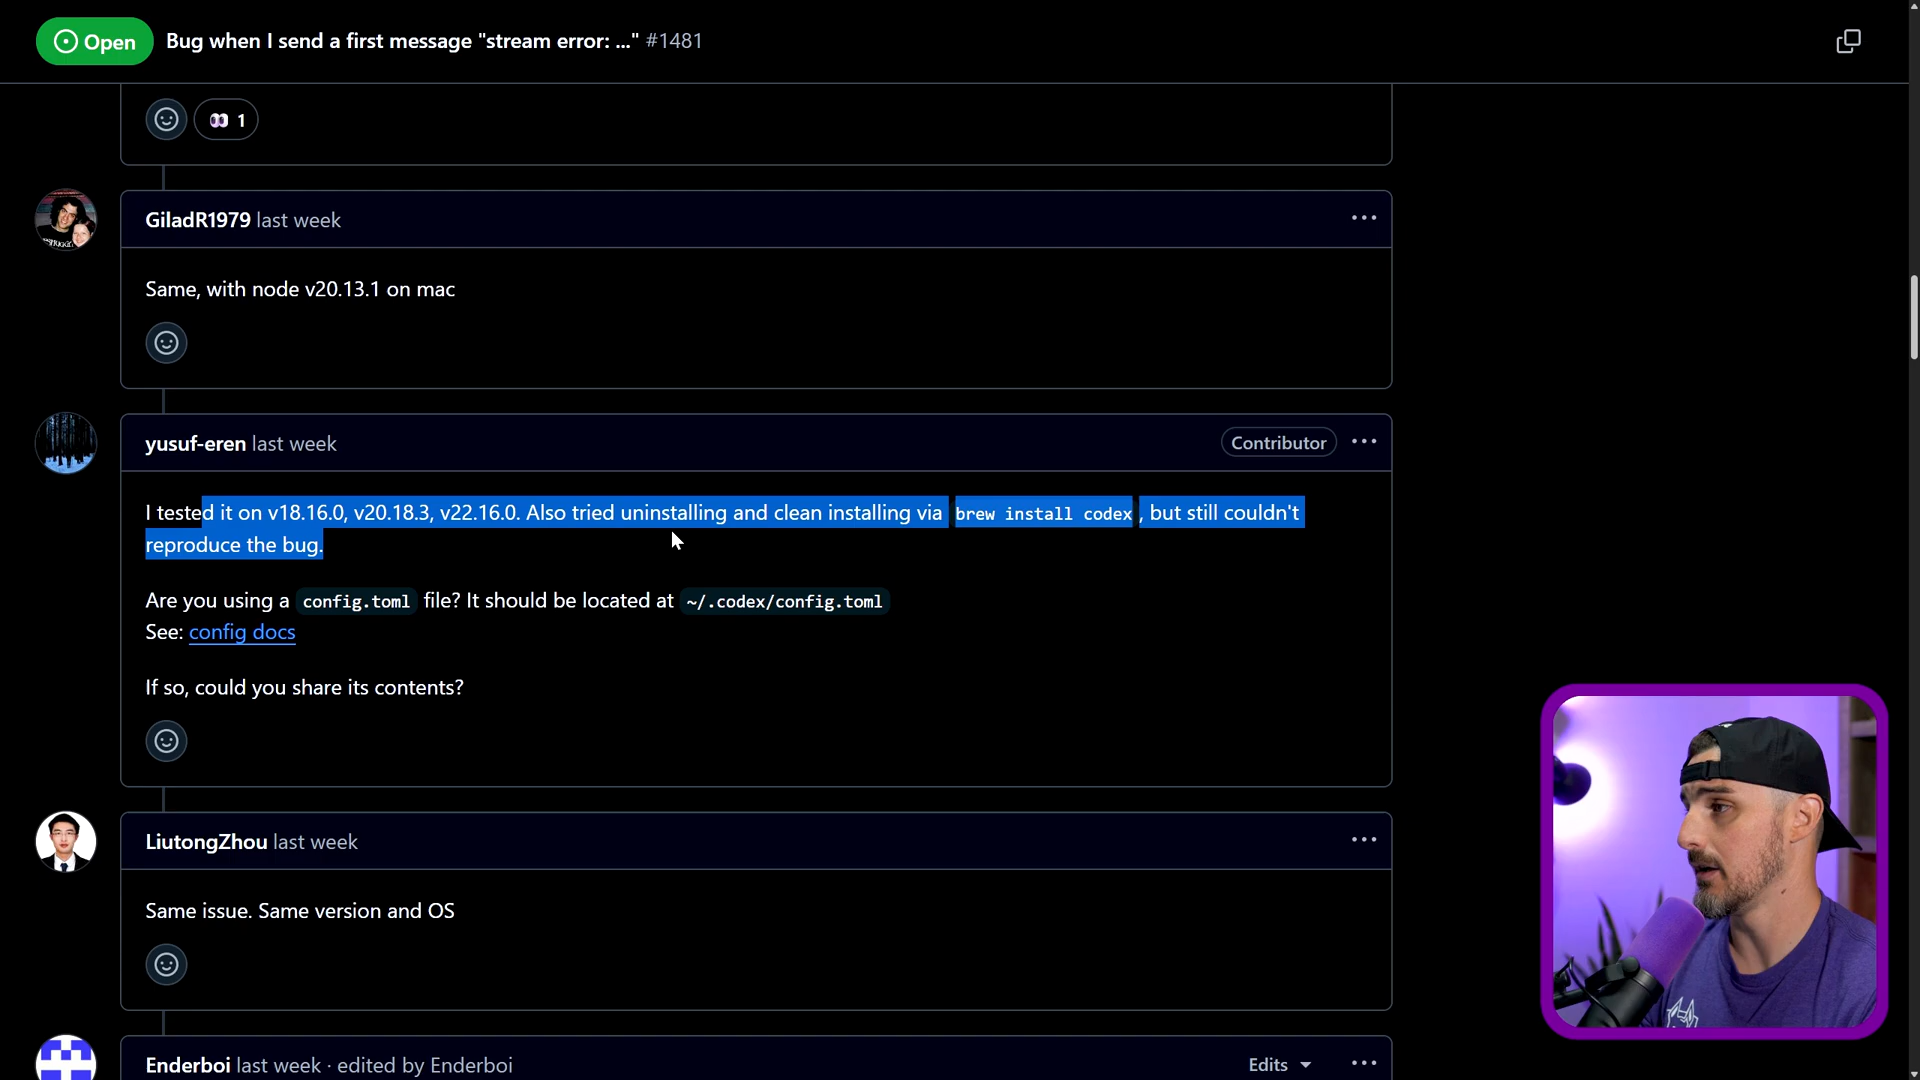 Open Bug when I send a first message "stream error: ..." #1481
1
GiladR1979 last week
Same, with node v20.13.1 on mac
yusuf-eren last week Contributor
I tested it on v18.16.0, v20.18.3, v22.16.0. Also tried uninstalling and clean installing via brew install codex , but still couldn't
reproduce the bug.
Are you using a config.toml file? It should be located at ~/.codex/config.toml
See: config docs
If so, could you share its contents?
LiutongZhou last week
Same issue. Same version and OS
Enderboi last week · edited by Enderboi Edits